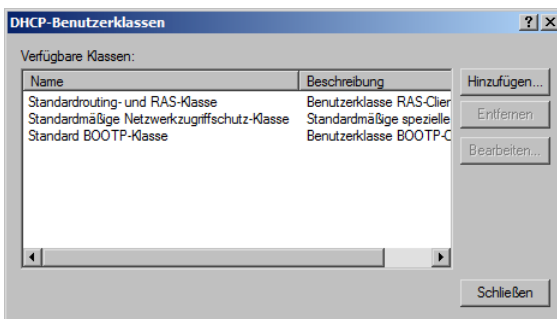 DHCP-Benutzerklassen
Verfügbare Klassen:
Name Beschreibung
Standardrouting- und RAS-Klasse Benutzerklasse RAS-Clier
Standardmäßige Netzwerkzugriffschutz-Klasse Standardmäßige spezielle
Standard BOOTP-Klasse Benutzerklasse BOOTP-C
Hinzufügen...
Entfernen
Bearbeiten...
Schließen